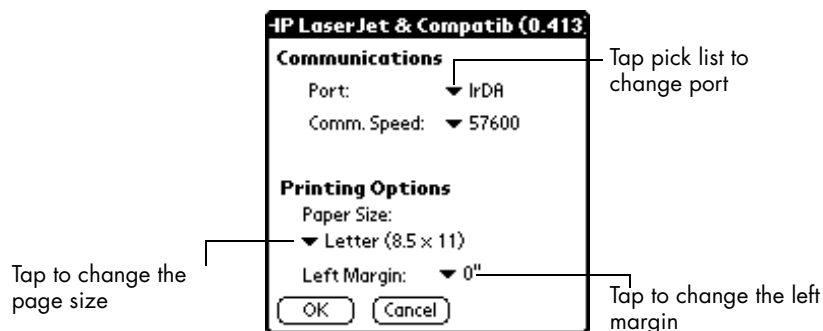 HP LaserJet & Compatib (0.413)
Communications
Port: IrDA
Comm. Speed: 57600
Printing Options
Paper Size:
Letter (8.5 x 11)
Left Margin: 0"
OK Cancel
Tap pick list to
change port
Tap to change the
page size
Tap to change the left
margin